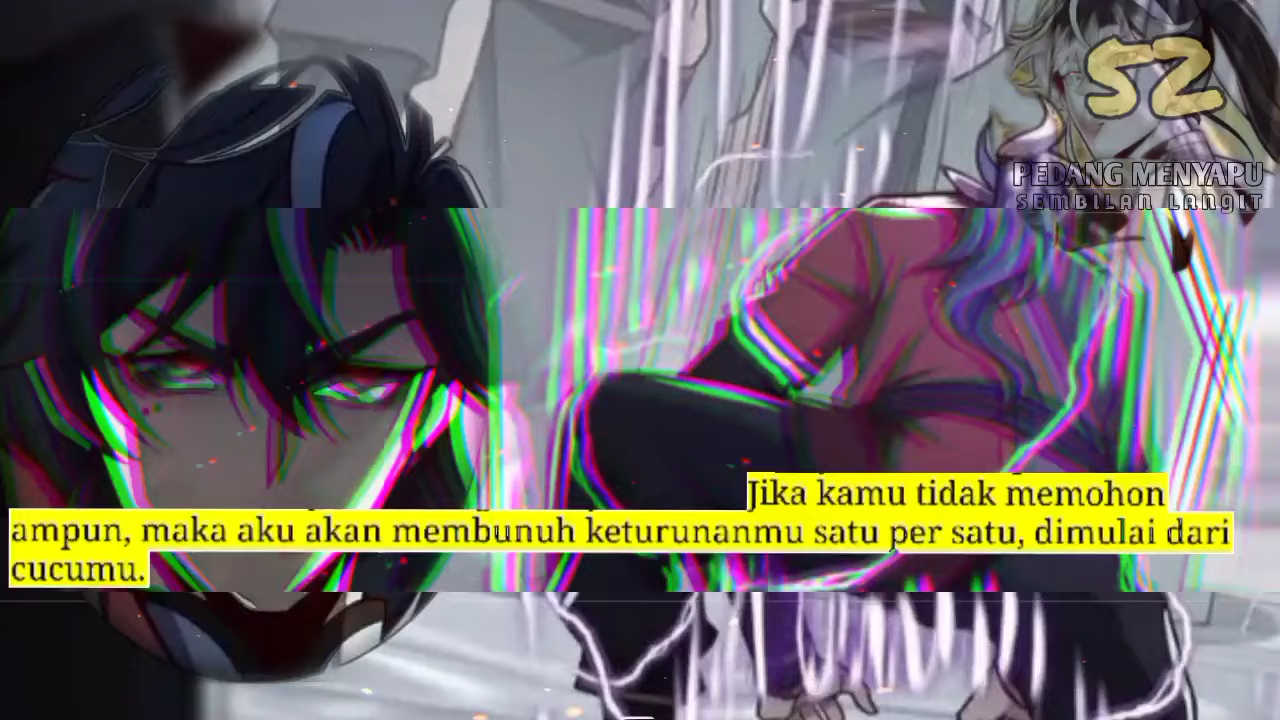 SZ
PEDANG MENYAPU
SEMBILAN LANGIT
Jika kamu tidak memohon
ampun, maka aku akan membunuh keturunanmu satu per satu, dimulai dari
cucumu.